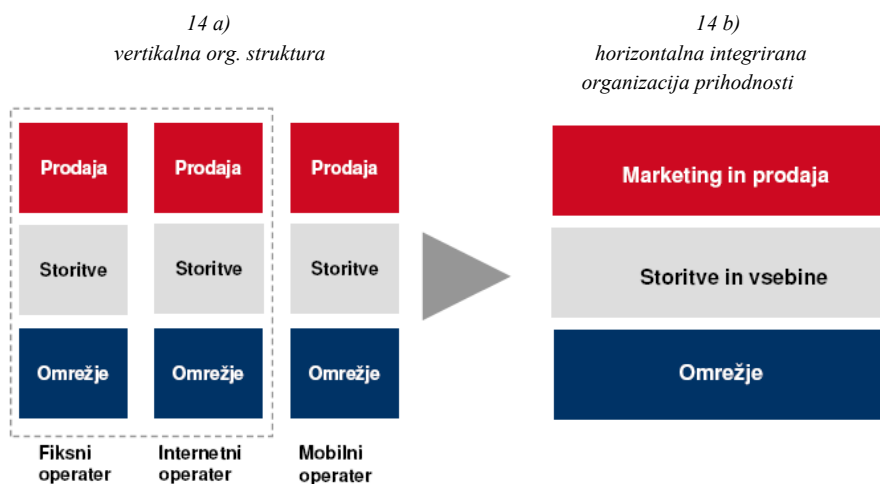 14 a)
vertikalna org. struktura
14 b)
horizontalna integrirana
organizacija prihodnosti
Prodaja
Prodaja
Prodaja
Storitve
Storitve
Storitve
Omrežje
Omrežje
Omrežje
Fiksni
operater
Internetni
operater
Mobilni
operater
Marketing in prodaja
Storitve in vsebine
Omrežje